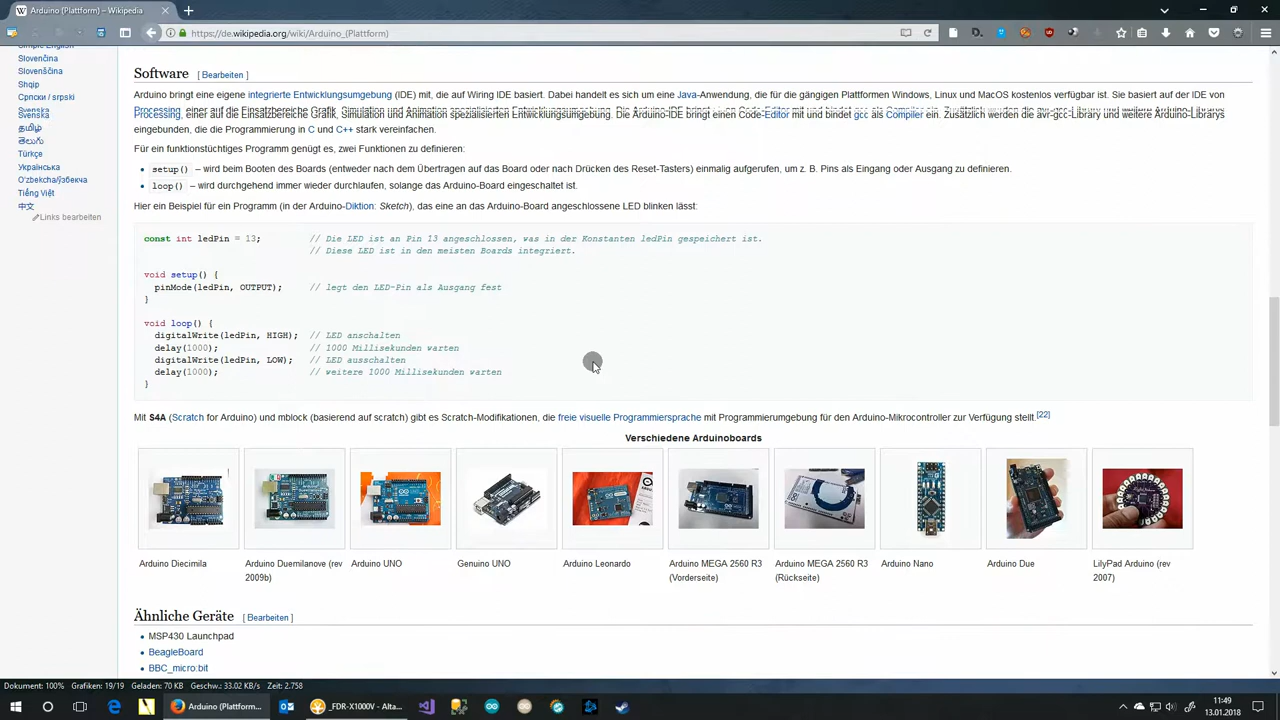 Arduino (Plattform) – Wikipedia
https://de.wikipedia.org/wiki/Arduino_(Plattform)
Simple English
Slovenčina
Slovenščina
Shqip
Српски / srpski
Svenska
Svenska
தமிழ்
తెలుగు
Türkçe
Українська
Oʻzbekcha/ўзбекча
Tiếng Việt
中文
Links bearbeiten
Software [ Bearbeiten ]
Arduino bringt eine eigene integrierte Entwicklungsumgebung (IDE) mit, die auf Wiring IDE basiert. Dabei handelt es sich um eine Java-Anwendung, die für die gängigen Plattformen Windows, Linux und MacOS kostenlos verfügbar ist. Sie basiert auf der IDE von
Processing, einer auf die Einsatzbereiche Grafik, Simulation und Animation spezialisierten Entwicklungsumgebung. Die Arduino-IDE bringt einen Code-Editor mit und bindet gcc als Compiler ein. Zusätzlich werden die avr-gcc-Library und weitere Arduino-Librarys
eingebunden, die die Programmierung in C und C++ stark vereinfachen.
Für ein funktionstüchtiges Programm genügt es, zwei Funktionen zu definieren:
• setup() – wird beim Booten des Boards (entweder nach dem Übertragen auf das Board oder nach Drücken des Reset-Tasters) einmalig aufgerufen, um z. B. Pins als Eingang oder Ausgang zu definieren.
• loop() – wird durchgehend immer wieder durchlaufen, solange das Arduino-Board eingeschaltet ist.
Hier ein Beispiel für ein Programm (in der Arduino-Diktion: Sketch), das eine an das Arduino-Board angeschlossene LED blinken lässt:
const int ledPin = 13; // Die LED ist an Pin 13 angeschlossen, was in der Konstanten ledPin gespeichert ist.
// Diese LED ist in den meisten Boards integriert.
void setup() {
pinMode(ledPin, OUTPUT); // legt den LED-Pin als Ausgang fest
}
void loop() {
digitalWrite(ledPin, HIGH); // LED anschalten
delay(1000); // 1000 Millisekunden warten
digitalWrite(ledPin, LOW); // LED ausschalten
delay(1000); // weitere 1000 Millisekunden warten
}
Mit S4A (Scratch for Arduino) und mblock (basierend auf scratch) gibt es Scratch-Modifikationen, die freie visuelle Programmiersprache mit Programmierumgebung für den Arduino-Mikrocontroller zur Verfügung stellt.[22]
Verschiedene Arduinoboards
Arduino Diecimila
Arduino Duemilanove (rev 2009b)
Arduino UNO
Genuino UNO
Arduino Leonardo
Arduino MEGA 2560 R3 (Vorderseite)
Arduino MEGA 2560 R3 (Rückseite)
Arduino Nano
Arduino Due
LilyPad Arduino (rev 2007)
Ähnliche Geräte [ Bearbeiten ]
• MSP430 Launchpad
• BeagleBoard
• BBC_micro:bit
Dokument: 100% Grafiken: 19/19 Geladen: 70 KB Geschw.: 33.02 KB/s Zeit: 2.758
Arduino (Plattform...
_FDR-X1000V - Alta...
11:49
13.01.2018